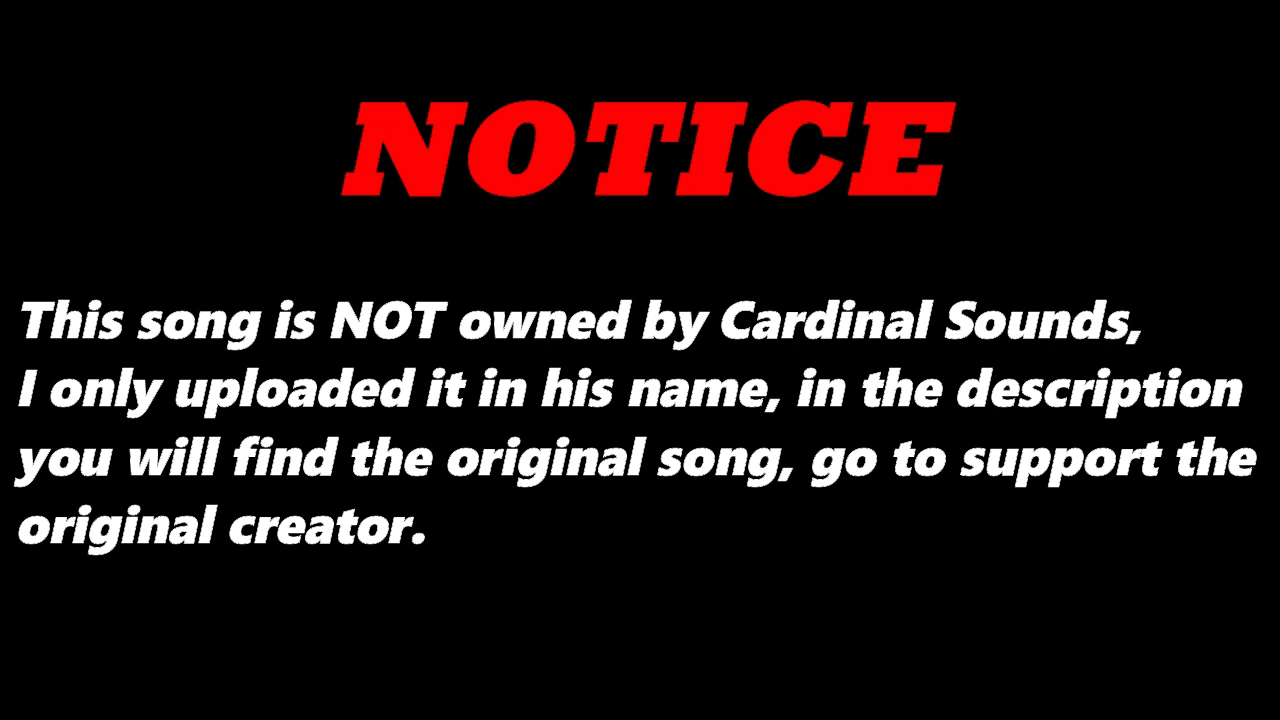 NOTICE
This song is NOT owned by Cardinal Sounds,
I only uploaded it in his name, in the description
you will find the original song, go to support the
original creator.